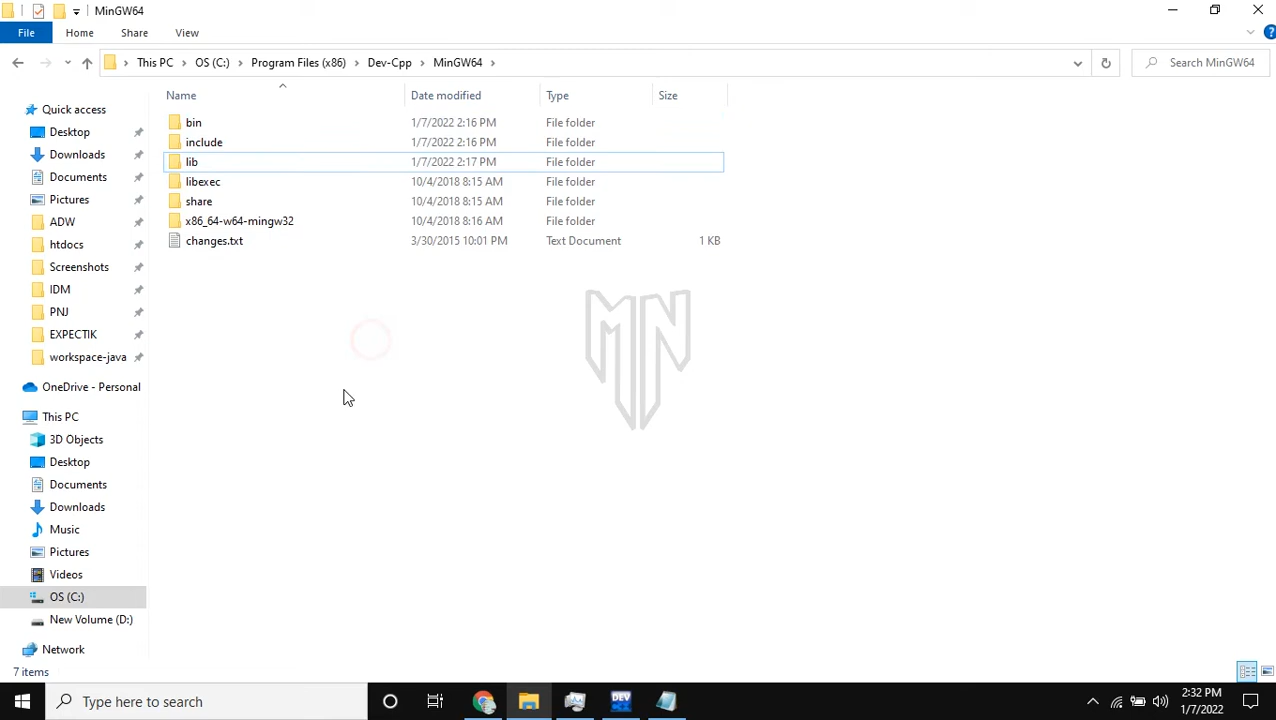 MinGW64
File Home Share View
This PC OS (C:) Program Files (x86) Dev-Cpp MinGW64 Search MinGW64
Name Date modified Type Size
bin 1/7/2022 2:16 PM File folder
include 1/7/2022 2:16 PM File folder
lib 1/7/2022 2:17 PM File folder
libexec 10/4/2018 8:15 AM File folder
share 10/4/2018 8:15 AM File folder
x86_64-w64-mingw32 10/4/2018 8:16 AM File folder
changes.txt 3/30/2015 10:01 PM Text Document 1 KB
Quick access
Desktop
Downloads
Documents
Pictures
ADW
htdocs
Screenshots
IDM
PNJ
EXPECTIK
workspace-java
OneDrive - Personal
This PC
3D Objects
Desktop
Documents
Downloads
Music
Pictures
Videos
OS (C:)
New Volume (D:)
Network
MN
7 items
Type here to search
DEV
2:32 PM
1/7/2022